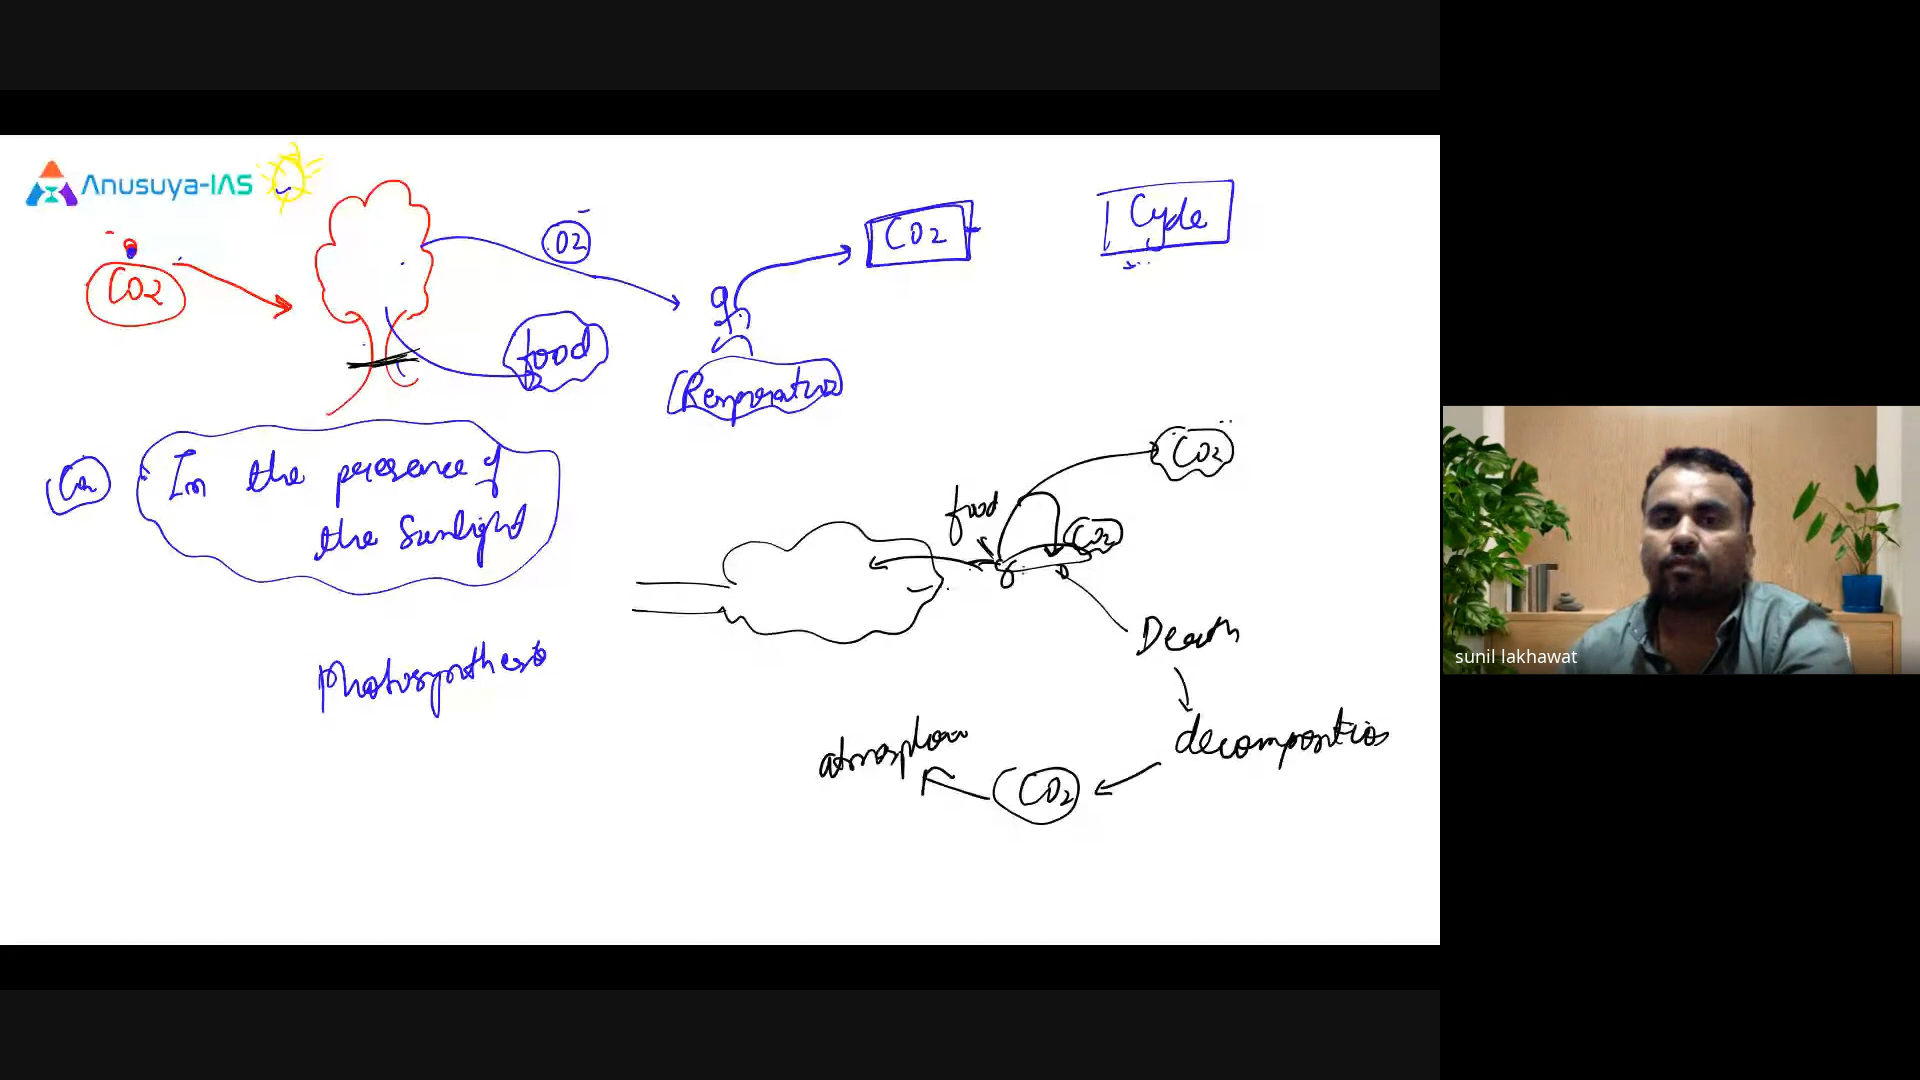 Anusuya-IAS
CO2
O2
CO2
Cycle
food
Respiration
In the presence of
the Sunlight
Photosynthesis
CO2
food
CO2
Death
decomposition
CO2
sunil lakhawat